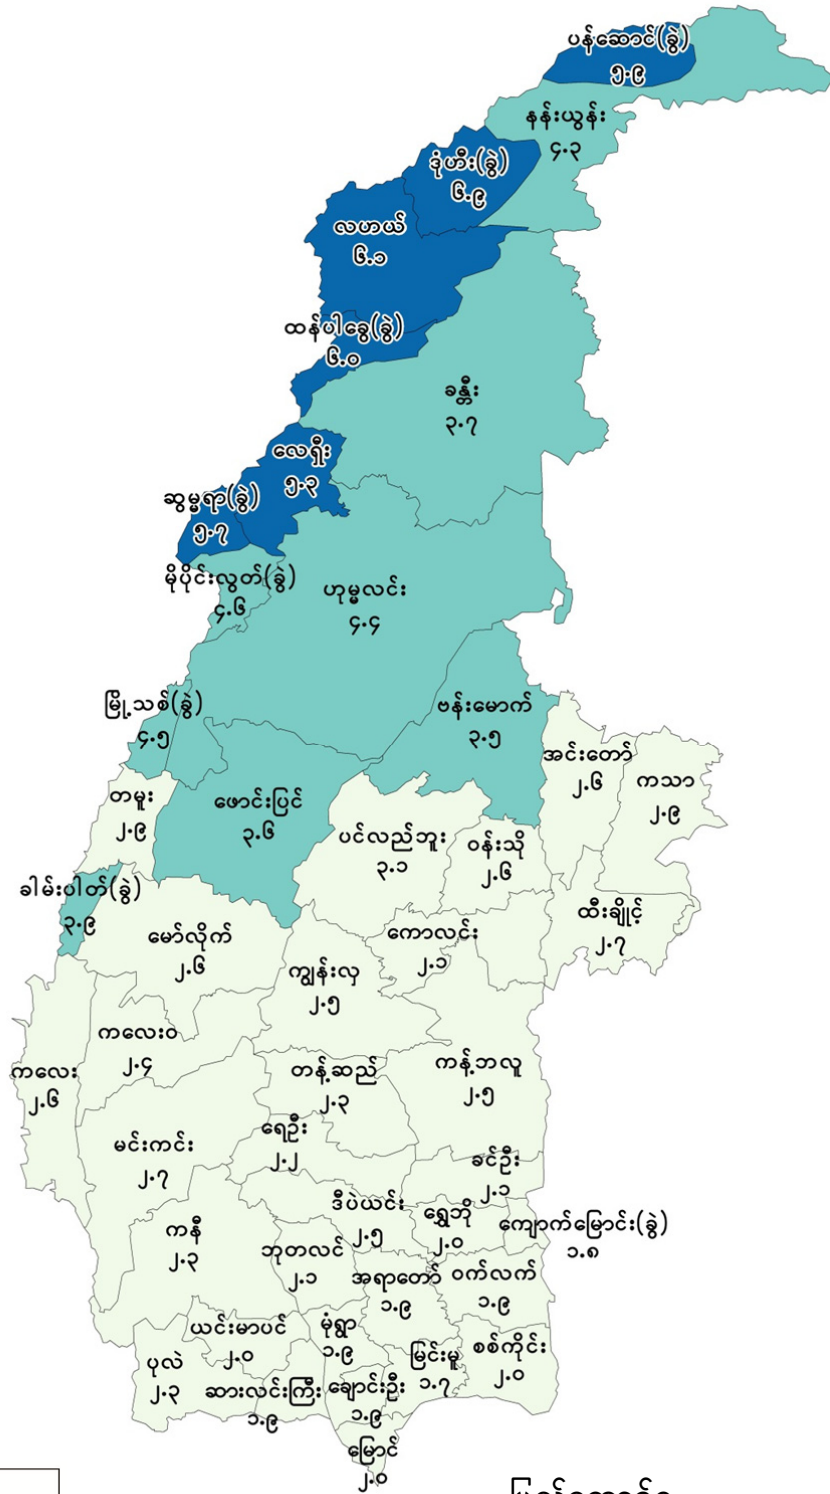 ပန်ဆောင်(ခွဲ)
၅.၉
နန်းယွန်း
၄.၃
ဒုံဟီး(ခွဲ)
၆.၉
လဟယ်
၆.၁
ထန်ပါခွေ(ခွဲ)
၆.၀
ခန္တီး
၃.၇
လေရှီး
၅.၃
ဆွမ္မရာ(ခွဲ)
၅.၇
မိုပိုင်းလွတ်(ခွဲ)
၄.၆
ဟုမ္မလင်း
၄.၄
မြို့သစ်(ခွဲ)
၄.၅
ဗန်းမောက်
၃.၅
အင်းတော်
၂.၆
ကသာ
၂.၉
တမူး
၂.၉
ဖောင်းပြင်
၃.၆
ပင်လည်ဘူး
၃.၁
ဝန်းသို
၂.၆
ခါမ်းပါတ်(ခွဲ)
၃.၉
မော်လိုက်
၂.၆
ကောလင်း
၂.၁
ထီးချိုင့်
၂.၇
ကျွန်းလှ
၂.၅
ကလေးဝ
၂.၄
ကလေး
၂.၆
တန့်ဆည်
၂.၃
ကန့်ဘလူ
၂.၅
မင်းကင်း
၂.၇
ရေဦး
၂.၂
ခင်ဦး
၂.၁
ဒီပဲယင်း
၂.၅
ရွှေဘို
၂.၀
ကျောက်မြောင်း(ခွဲ)
၁.၈
ကနီ
၂.၃
ဘုတလင်
၂.၁
အရာတော်
၁.၉
ဝက်လက်
၁.၉
ယင်းမာပင်
၂.၀
မုံရွာ
၁.၉
မြင်းမူ
၁.၇
စစ်ကိုင်း
၂.၀
ပုလဲ
၂.၃
ဆားလင်းကြီး
၁.၉
ချောင်းဦး
၁.၉
မြောင်
၂.၀